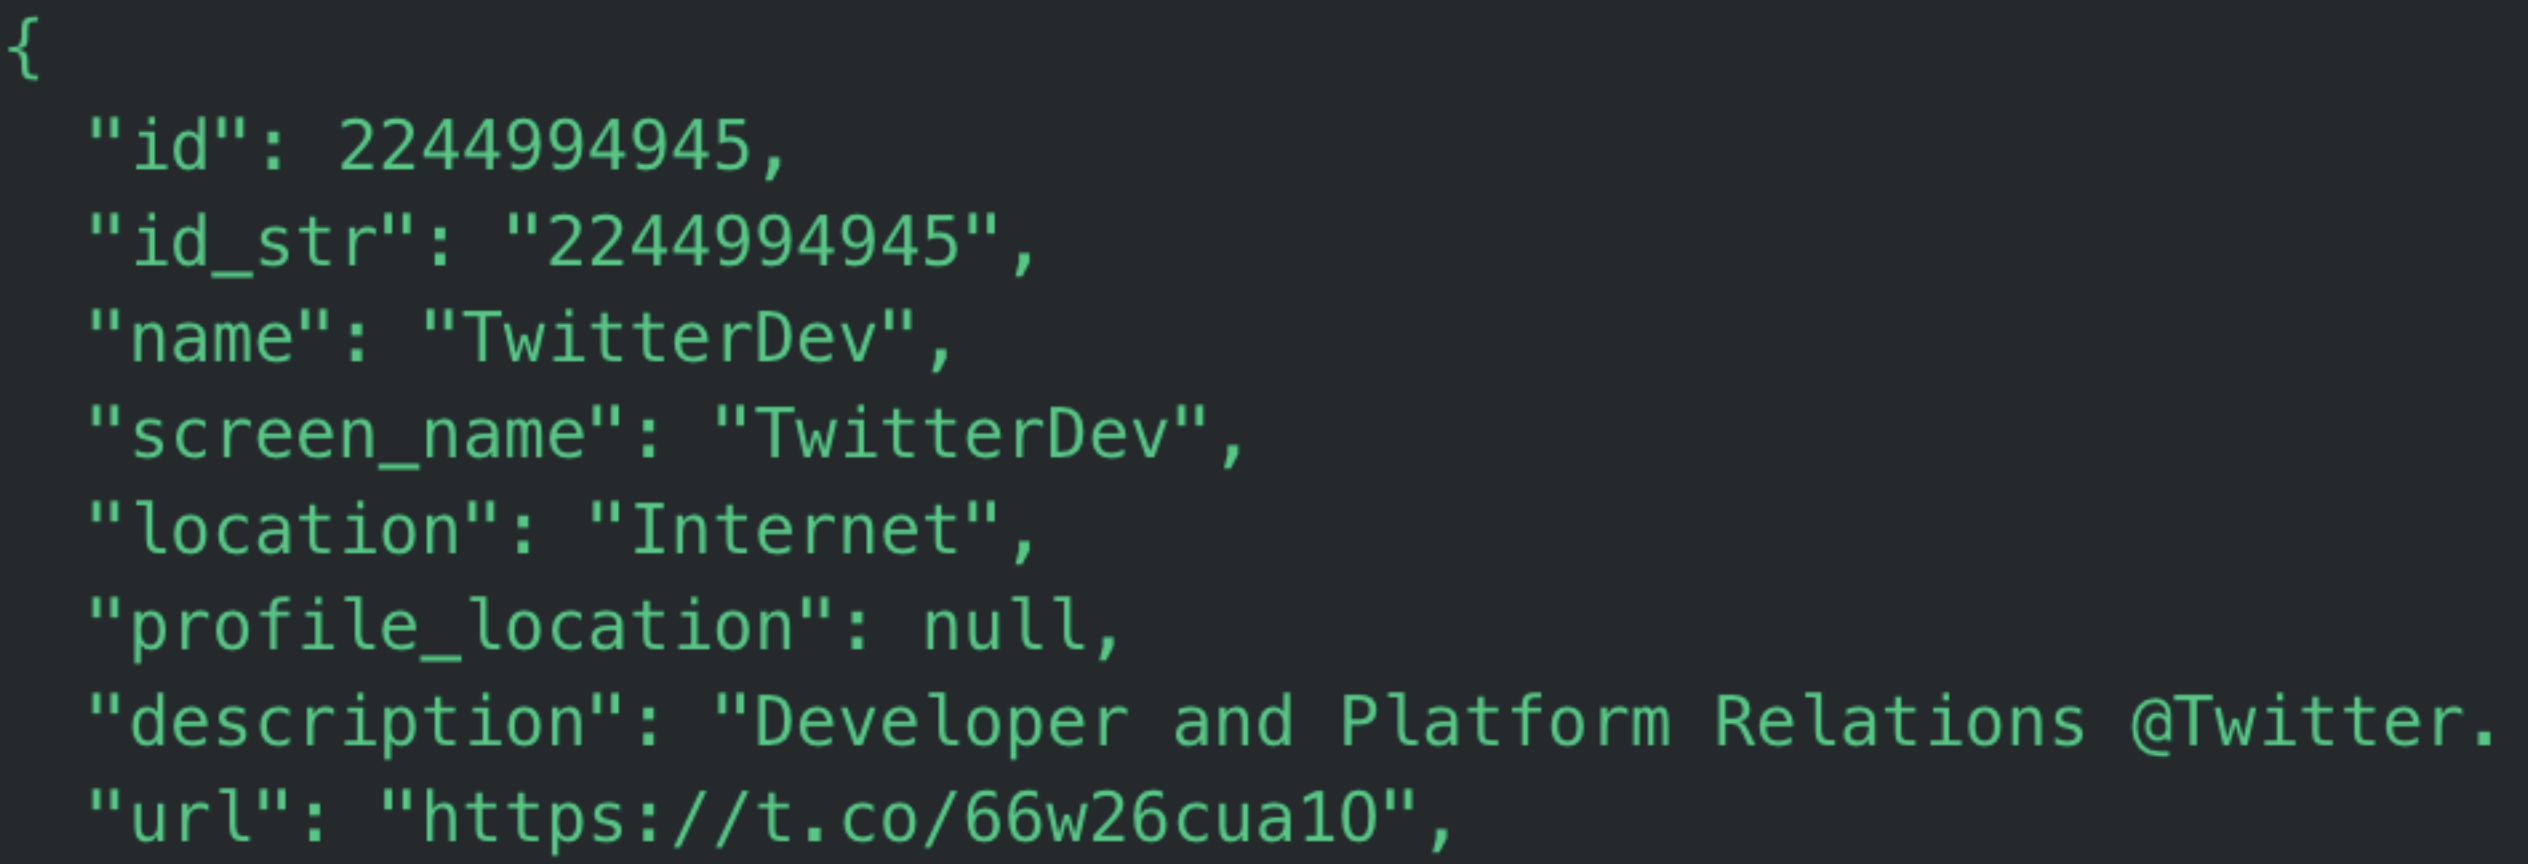 {
"id": 2244994945,
"id_str": "2244994945",
"name": "TwitterDev",
"screen_name": "TwitterDev",
"location": "Internet",
"profile_location": null,
"description": "Developer and Platform Relations @Twitter.
"url": "https://t.co/66w26cua1O",